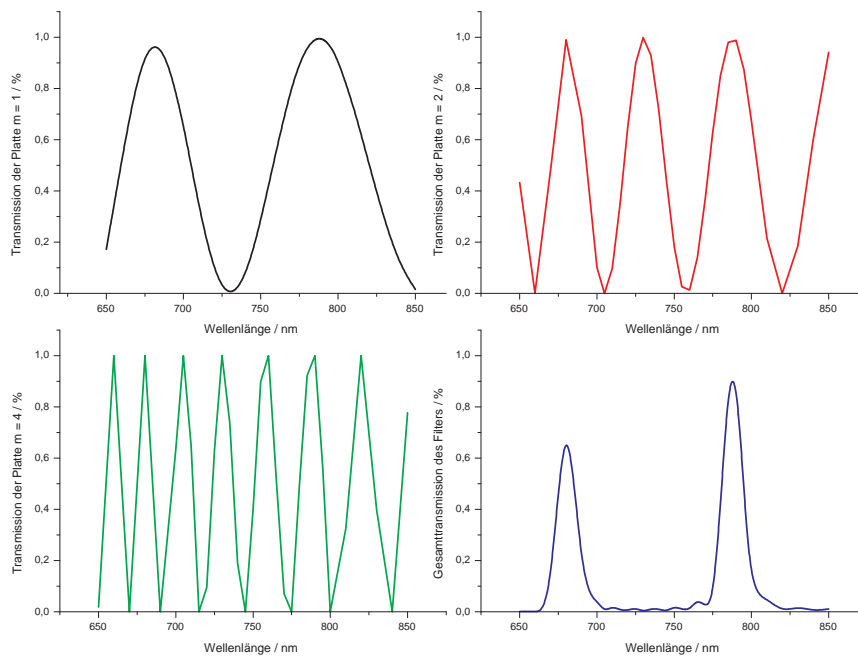 Transmission der Platte m = 1 / %
1,0
0,8
0,6
0,4
0,2
0,0
650 700 750 800 850
Wellenlänge / nm
Transmission der Platte m = 2 / %
1,0
0,8
0,6
0,4
0,2
0,0
650 700 750 800 850
Wellenlänge / nm
Transmission der Platte m = 4 / %
1,0
0,8
0,6
0,4
0,2
0,0
650 700 750 800 850
Wellenlänge / nm
Gesamttransmission des Filters / %
1,0
0,8
0,6
0,4
0,2
0,0
650 700 750 800 850
Wellenlänge / nm